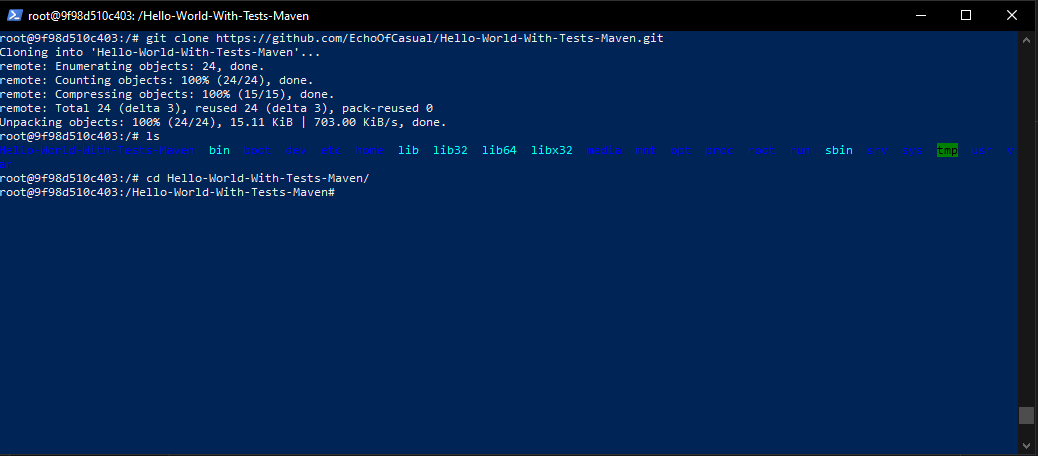 root@9f98d510c403: /Hello-World-With-Tests-Maven
root@9f98d510c403:/# git clone https://github.com/EchoOfCasual/Hello-World-With-Tests-Maven.git
Cloning into 'Hello-World-With-Tests-Maven'...
remote: Enumerating objects: 24, done.
remote: Counting objects: 100% (24/24), done.
remote: Compressing objects: 100% (15/15), done.
remote: Total 24 (delta 3), reused 24 (delta 3), pack-reused 0
Unpacking objects: 100% (24/24), 15.11 KiB | 703.00 KiB/s, done.
root@9f98d510c403:/# ls
Hello-World-With-Tests-Maven bin boot dev etc home lib lib32 lib64 libx32 media mnt opt proc root run sbin srv sys tmp usr
root@9f98d510c403:/# cd Hello-World-With-Tests-Maven/
root@9f98d510c403:/Hello-World-With-Tests-Maven#